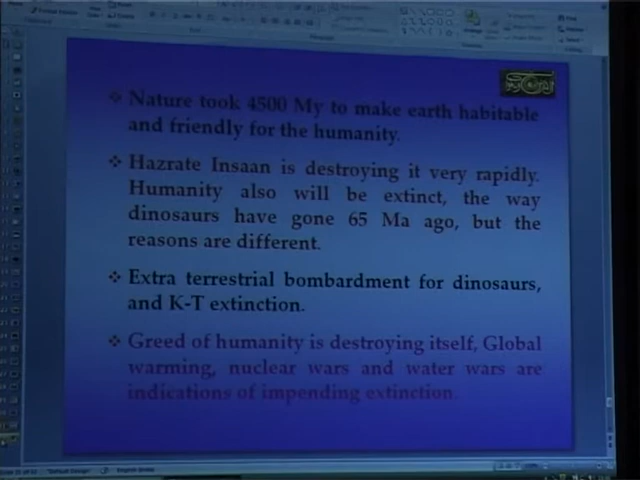 Nature took 4500 My to make earth habitable
and friendly for the humanity.
Hazrate Insaan is destroying it very rapidly.
Humanity also will be extinct, the way
dinosaurs have gone 65 Ma ago, but the
reasons are different.
Extra terrestrial bombardment for dinosaurs,
and K-T extinction.
Greed of humanity is destroying itself, Global
warming, nuclear wars and water wars are
indications of impending extinction.